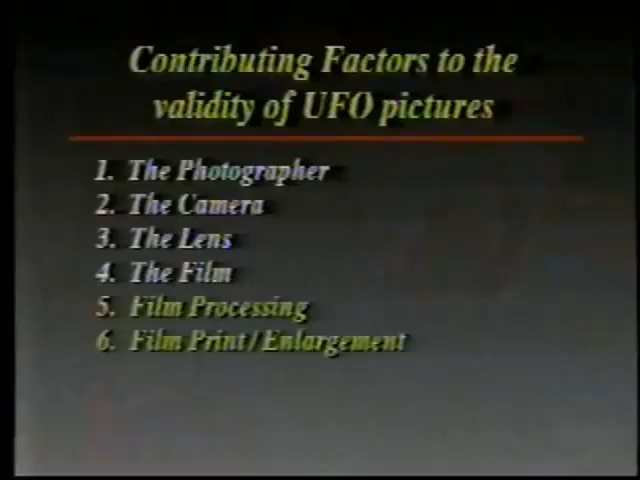 Contributing Factors to the
validity of UFO pictures
1. The Photographer
2. The Camera
3. The Lens
4. The Film
5. Film Processing
6. Film Print / Enlargement